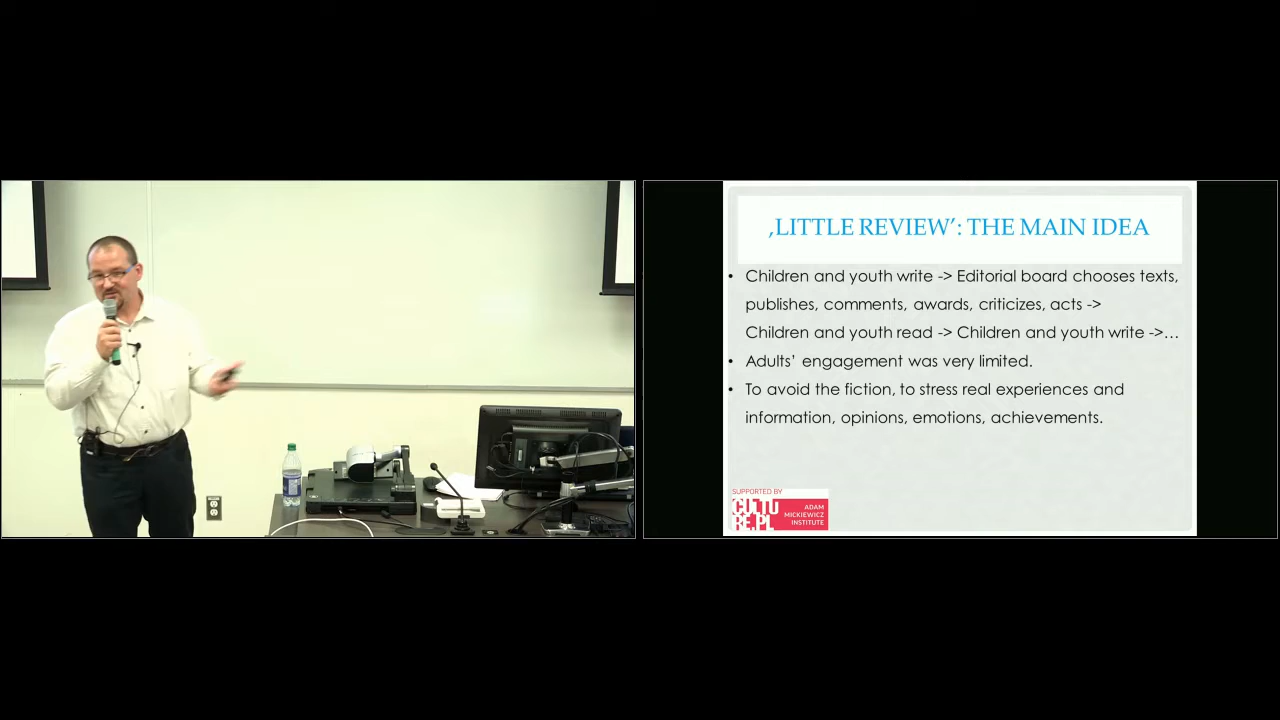 ‚LITTLE REVIEW’: THE MAIN IDEA
• Children and youth write -> Editorial board chooses texts,
publishes, comments, awards, criticizes, acts ->
Children and youth read -> Children and youth write ->…
• Adults’ engagement was very limited.
• To avoid the fiction, to stress real experiences and
information, opinions, emotions, achievements.
SUPPORTED BY
CULTU
RE.PL
ADAM
MICKIEWICZ
INSTITUTE